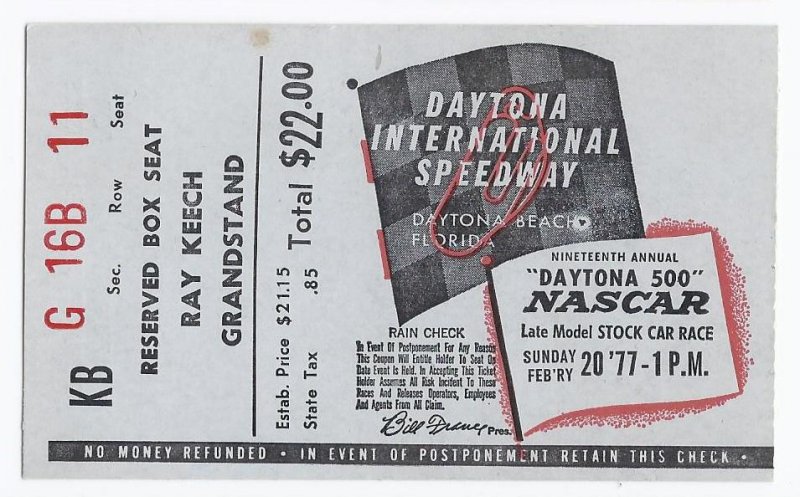 G 16B 11
Sec. Row Seat
KB
RESERVED BOX SEAT
RAY KEECH
GRANDSTAND
Estab. Price $21.15
State Tax .85
Total $22.00
DAYTONA
INTERNATIONAL
SPEEDWAY
DAYTONA BEACH
FLORIDA
NINETEENTH ANNUAL
"DAYTONA 500"
NASCAR
Late Model STOCK CAR RACE
SUNDAY
FEB'RY 20 '77-1 P.M.
RAIN CHECK
In Event Of Postponement For Any Reason
This Coupon Will Entitle Holder To Seat On
Date Event Is Held. In Accepting This Ticket
Holder Assumes All Risk Incident To These
Races And Releases Operators, Employees
And Agents From All Claim.
Bill France Pres.
NO MONEY REFUNDED • IN EVENT OF POSTPONEMENT RETAIN THIS CHECK •